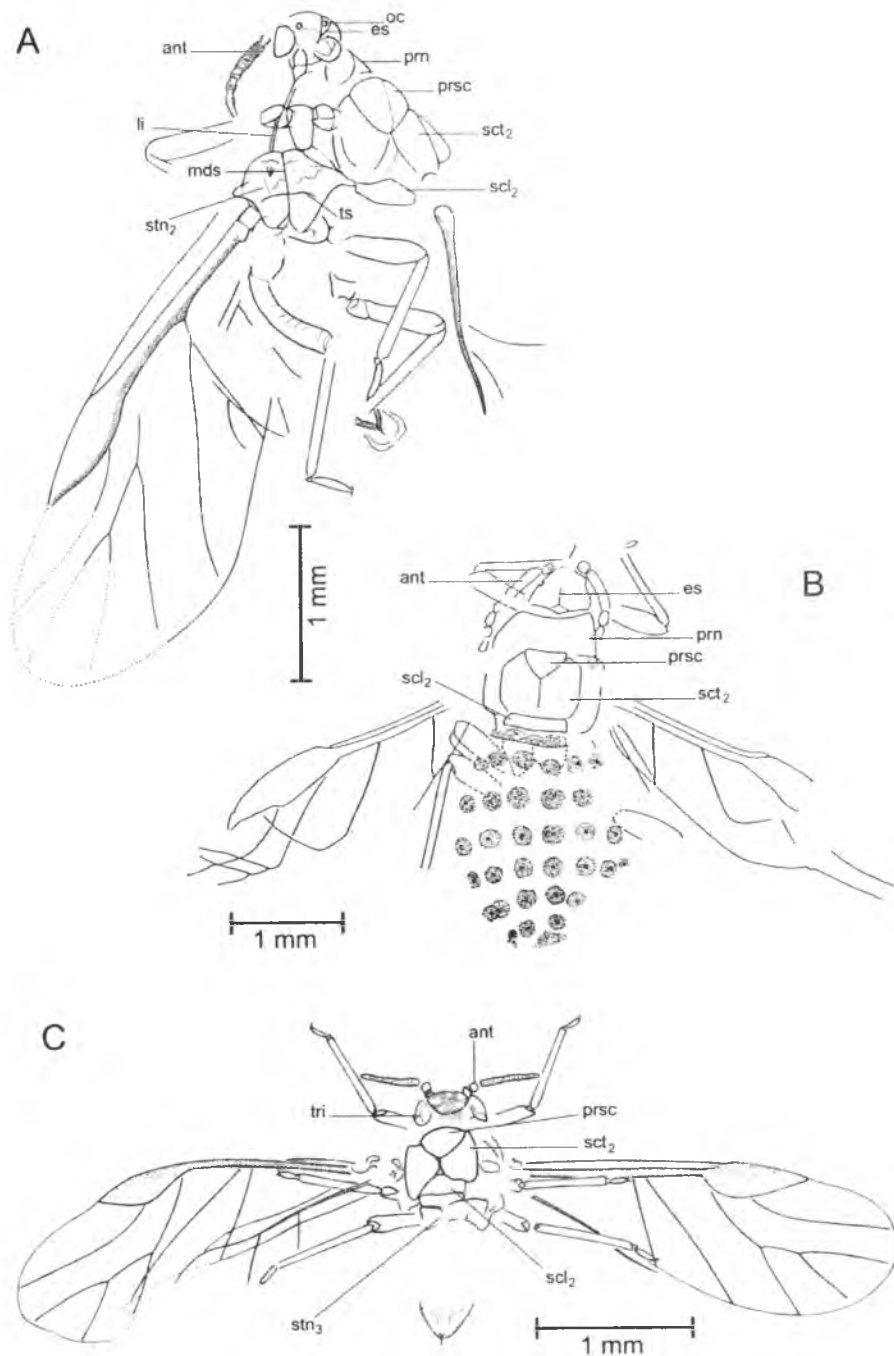 A
oc
es
ant
prn
prsc
li
sct₂
mds
scl₂
stn₂
ts
1 mm
B
ant
es
prn
prsc
scl₂
sct₂
1 mm
C
ant
tri
prsc
sct₂
scl₂
stn₃
1 mm